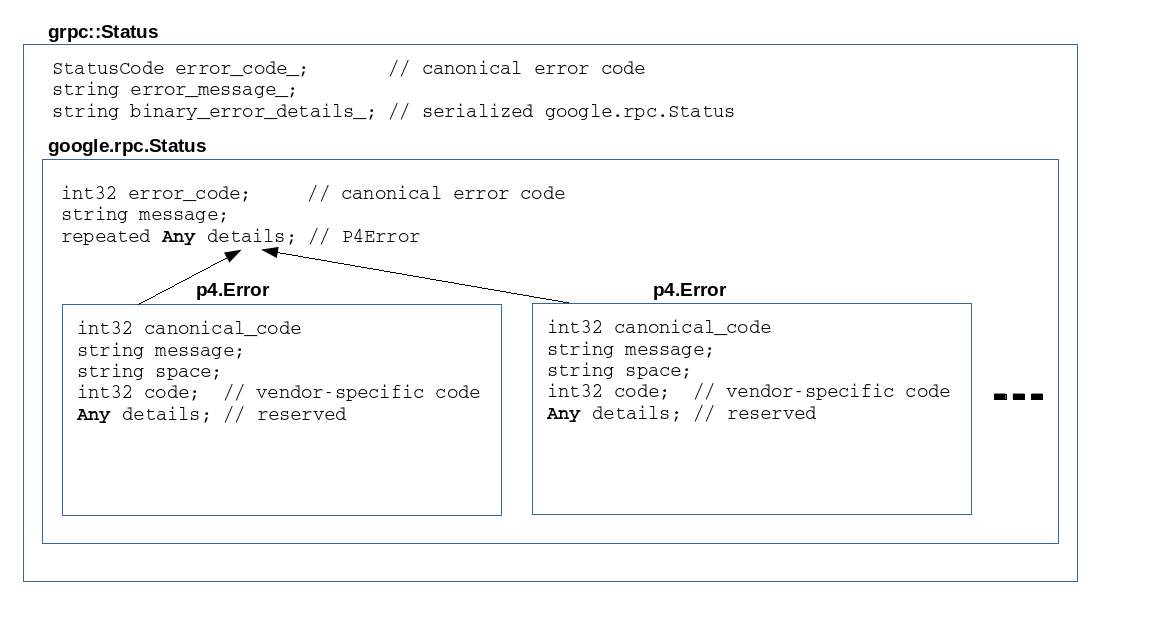 grpc::Status
StatusCode error_code_; // canonical error code
string error_message_;
string binary_error_details_; // serialized google.rpc.Status
google.rpc.Status
int32 error_code; // canonical error code
string message;
repeated Any details; // P4Error
p4.Error
int32 canonical_code
string message;
string space;
int32 code; // vendor-specific code
Any details; // reserved
p4.Error
int32 canonical_code
string message;
string space;
int32 code; // vendor-specific code
Any details; // reserved